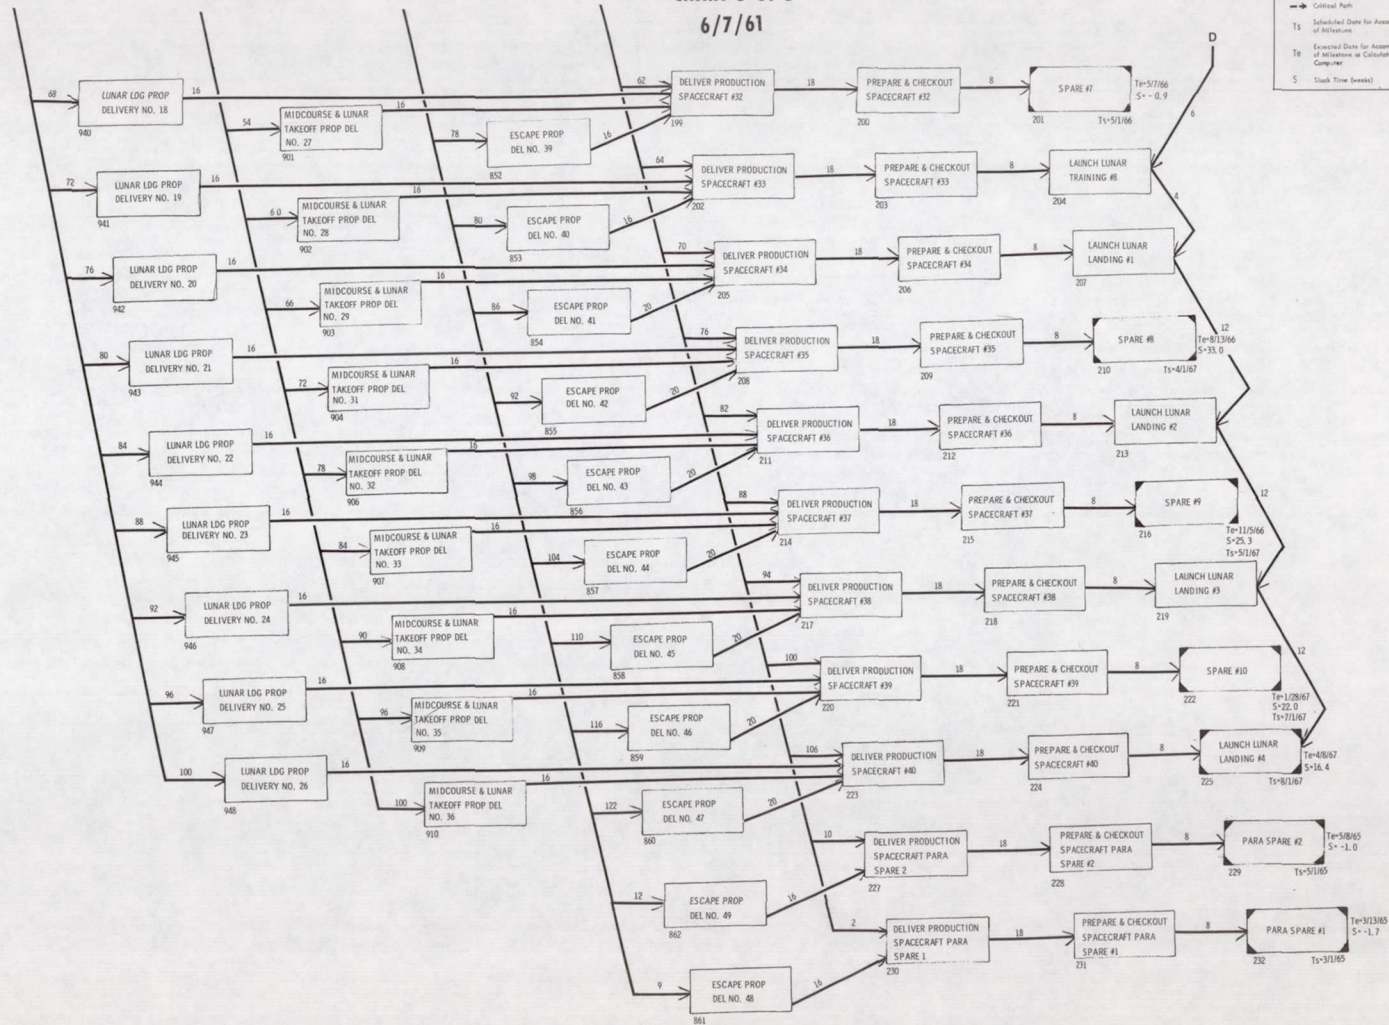 6/7/61
D
Critical Path
Ts Scheduled Date for
of Milestone
Te Expected Date for
of Milestone as
Computer
S Slack Time (weeks)
68
LUNAR LDG PROP
DELIVERY NO. 18
940
16
54
MIDCOURSE & LUNAR
TAKEOFF PROP DEL
NO. 27
901
16
78
ESCAPE PROP
DEL NO. 39
852
16
62
DELIVER PRODUCTION
SPACECRAFT #32
199
18
PREPARE & CHECKOUT
SPACECRAFT #32
200
8
SPARE #7
201
Te=5/7/66
S= - 0.9
Ts=5/1/66
6
72
LUNAR LDG PROP
DELIVERY NO. 19
941
16
60
MIDCOURSE & LUNAR
TAKEOFF PROP DEL
NO. 28
902
16
80
ESCAPE PROP
DEL NO. 40
853
16
64
DELIVER PRODUCTION
SPACECRAFT #33
202
18
PREPARE & CHECKOUT
SPACECRAFT #33
203
8
LAUNCH LUNAR
TRAINING #8
204
4
76
LUNAR LDG PROP
DELIVERY NO. 20
942
16
66
MIDCOURSE & LUNAR
TAKEOFF PROP DEL
NO. 29
903
16
86
ESCAPE PROP
DEL NO. 41
854
20
70
DELIVER PRODUCTION
SPACECRAFT #34
205
18
PREPARE & CHECKOUT
SPACECRAFT #34
206
8
LAUNCH LUNAR
LANDING #1
207
12
80
LUNAR LDG PROP
DELIVERY NO. 21
943
16
72
MIDCOURSE & LUNAR
TAKEOFF PROP DEL
NO. 31
904
16
92
ESCAPE PROP
DEL NO. 42
855
20
76
DELIVER PRODUCTION
SPACECRAFT #35
208
18
PREPARE & CHECKOUT
SPACECRAFT #35
209
8
SPARE #8
210
Te=8/13/66
S=33.0
Ts=4/1/67
84
LUNAR LDG PROP
DELIVERY NO. 22
944
16
78
MIDCOURSE & LUNAR
TAKEOFF PROP DEL
NO. 32
906
16
98
ESCAPE PROP
DEL NO. 43
856
20
82
DELIVER PRODUCTION
SPACECRAFT #36
211
18
PREPARE & CHECKOUT
SPACECRAFT #36
212
8
LAUNCH LUNAR
LANDING #2
213
12
88
LUNAR LDG PROP
DELIVERY NO. 23
945
16
84
MIDCOURSE & LUNAR
TAKEOFF PROP DEL
NO. 33
907
16
104
ESCAPE PROP
DEL NO. 44
857
20
88
DELIVER PRODUCTION
SPACECRAFT #37
214
18
PREPARE & CHECKOUT
SPACECRAFT #37
215
8
SPARE #9
216
Te=11/5/66
S=25.3
Ts=5/1/67
92
LUNAR LDG PROP
DELIVERY NO. 24
946
16
90
MIDCOURSE & LUNAR
TAKEOFF PROP DEL
NO. 34
908
16
110
ESCAPE PROP
DEL NO. 45
858
20
94
DELIVER PRODUCTION
SPACECRAFT #38
217
18
PREPARE & CHECKOUT
SPACECRAFT #38
218
8
LAUNCH LUNAR
LANDING #3
219
12
96
LUNAR LDG PROP
DELIVERY NO. 25
947
16
96
MIDCOURSE & LUNAR
TAKEOFF PROP DEL
NO. 35
909
16
116
ESCAPE PROP
DEL NO. 46
859
20
100
DELIVER PRODUCTION
SPACECRAFT #39
220
18
PREPARE & CHECKOUT
SPACECRAFT #39
221
8
SPARE #10
222
Te=1/28/67
S=22.0
Ts=7/1/67
100
LUNAR LDG PROP
DELIVERY NO. 26
948
16
100
MIDCOURSE & LUNAR
TAKEOFF PROP DEL
NO. 36
910
16
122
ESCAPE PROP
DEL NO. 47
860
20
106
DELIVER PRODUCTION
SPACECRAFT #40
223
18
PREPARE & CHECKOUT
SPACECRAFT #40
224
8
LAUNCH LUNAR
LANDING #4
225
Te=4/8/67
S=16.4
Ts=8/1/67
12
ESCAPE PROP
DEL NO. 49
862
16
10
DELIVER PRODUCTION
SPACECRAFT PARA
SPARE 2
227
18
PREPARE & CHECKOUT
SPACECRAFT PARA
SPARE #2
228
8
PARA SPARE #2
229
Te=5/8/65
S= -1.0
Ts=5/1/65
9
ESCAPE PROP
DEL NO. 48
861
16
2
DELIVER PRODUCTION
SPACECRAFT PARA
SPARE 1
230
18
PREPARE & CHECKOUT
SPACECRAFT PARA
SPARE #1
231
8
PARA SPARE #1
232
Te=3/13/65
S= -1.7
Ts=3/1/65